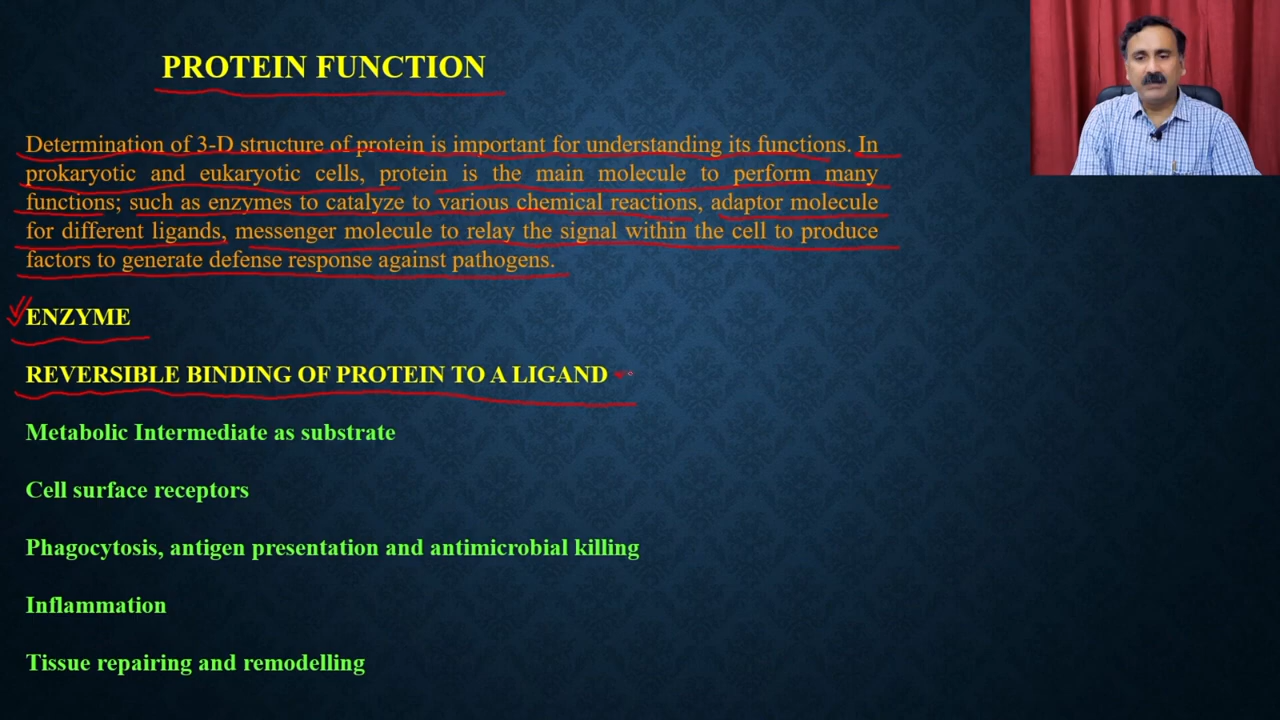 PROTEIN FUNCTION
Determination of 3-D structure of protein is important for understanding its functions. In
prokaryotic and eukaryotic cells, protein is the main molecule to perform many
functions; such as enzymes to catalyze to various chemical reactions, adaptor molecule
for different ligands, messenger molecule to relay the signal within the cell to produce
factors to generate defense response against pathogens.
ENZYME
REVERSIBLE BINDING OF PROTEIN TO A LIGAND
Metabolic Intermediate as substrate
Cell surface receptors
Phagocytosis, antigen presentation and antimicrobial killing
Inflammation
Tissue repairing and remodelling